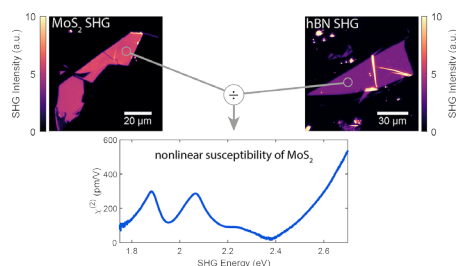 MoS₂ SHG
hBN SHG
SHG Intensity (a.u.)
10
5
0
20 µm
÷
30 µm
10
5
0
SHG Intensity (a.u.)
nonlinear susceptibility of MoS₂
χ⁽²⁾ (pm/V)
600
400
200
0
1.8
2
2.2
2.4
2.6
SHG Energy (eV)